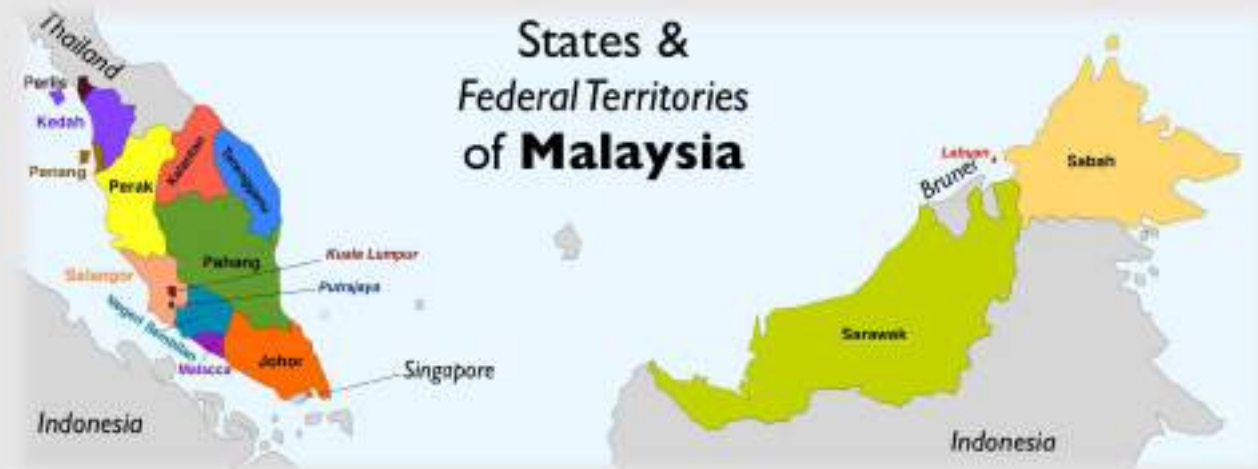 States &
Federal Territories
of Malaysia
Thailand
Perlis
Kedah
Penang
Perak
Kelantan
Terengganu
Pahang
Kuala Lumpur
Selangor
Putrajaya
Negeri Sembilan
Malacca
Johor
Singapore
Indonesia
Labuan
Brunei
Sabah
Sarawak
Indonesia